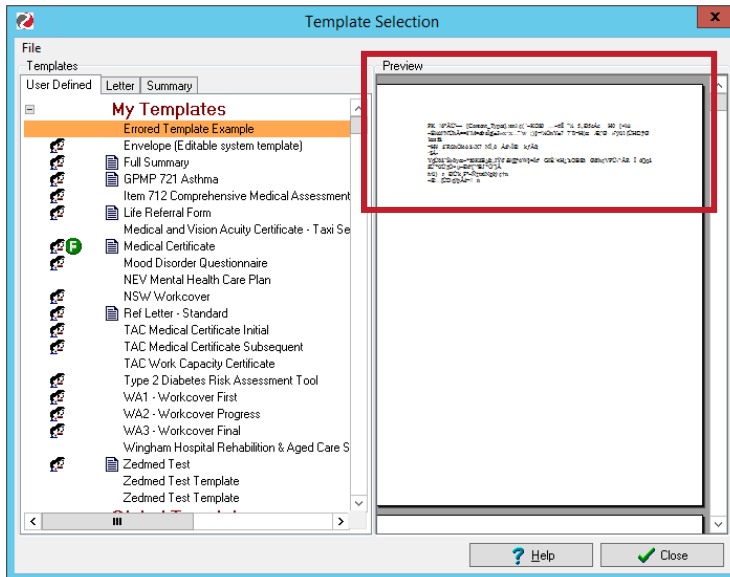 Template Selection
x
File
Templates
User Defined
Letter
Summary
My Templates
Errored Template Example
Envelope (Editable system template)
Full Summary
GPMP 721 Asthma
Item 712 Comprehensive Medical Assessment
Life Referral Form
Medical and Vision Acuity Certificate - Taxi Se
F
Medical Certificate
Mood Disorder Questionnaire
NEV Mental Health Care Plan
NSW Workcover
Ref Letter - Standard
TAC Medical Certificate Initial
TAC Medical Certificate Subsequent
TAC Work Capacity Certificate
Type 2 Diabetes Risk Assessment Tool
WA1 - Workcover First
WA2 - Workcover Progress
WA3 - Workcover Final
Wingham Hospital Rehabilitation & Aged Care S
Zedmed Test
Zedmed Test Template
Zedmed Test Template
Preview
? Help
Close